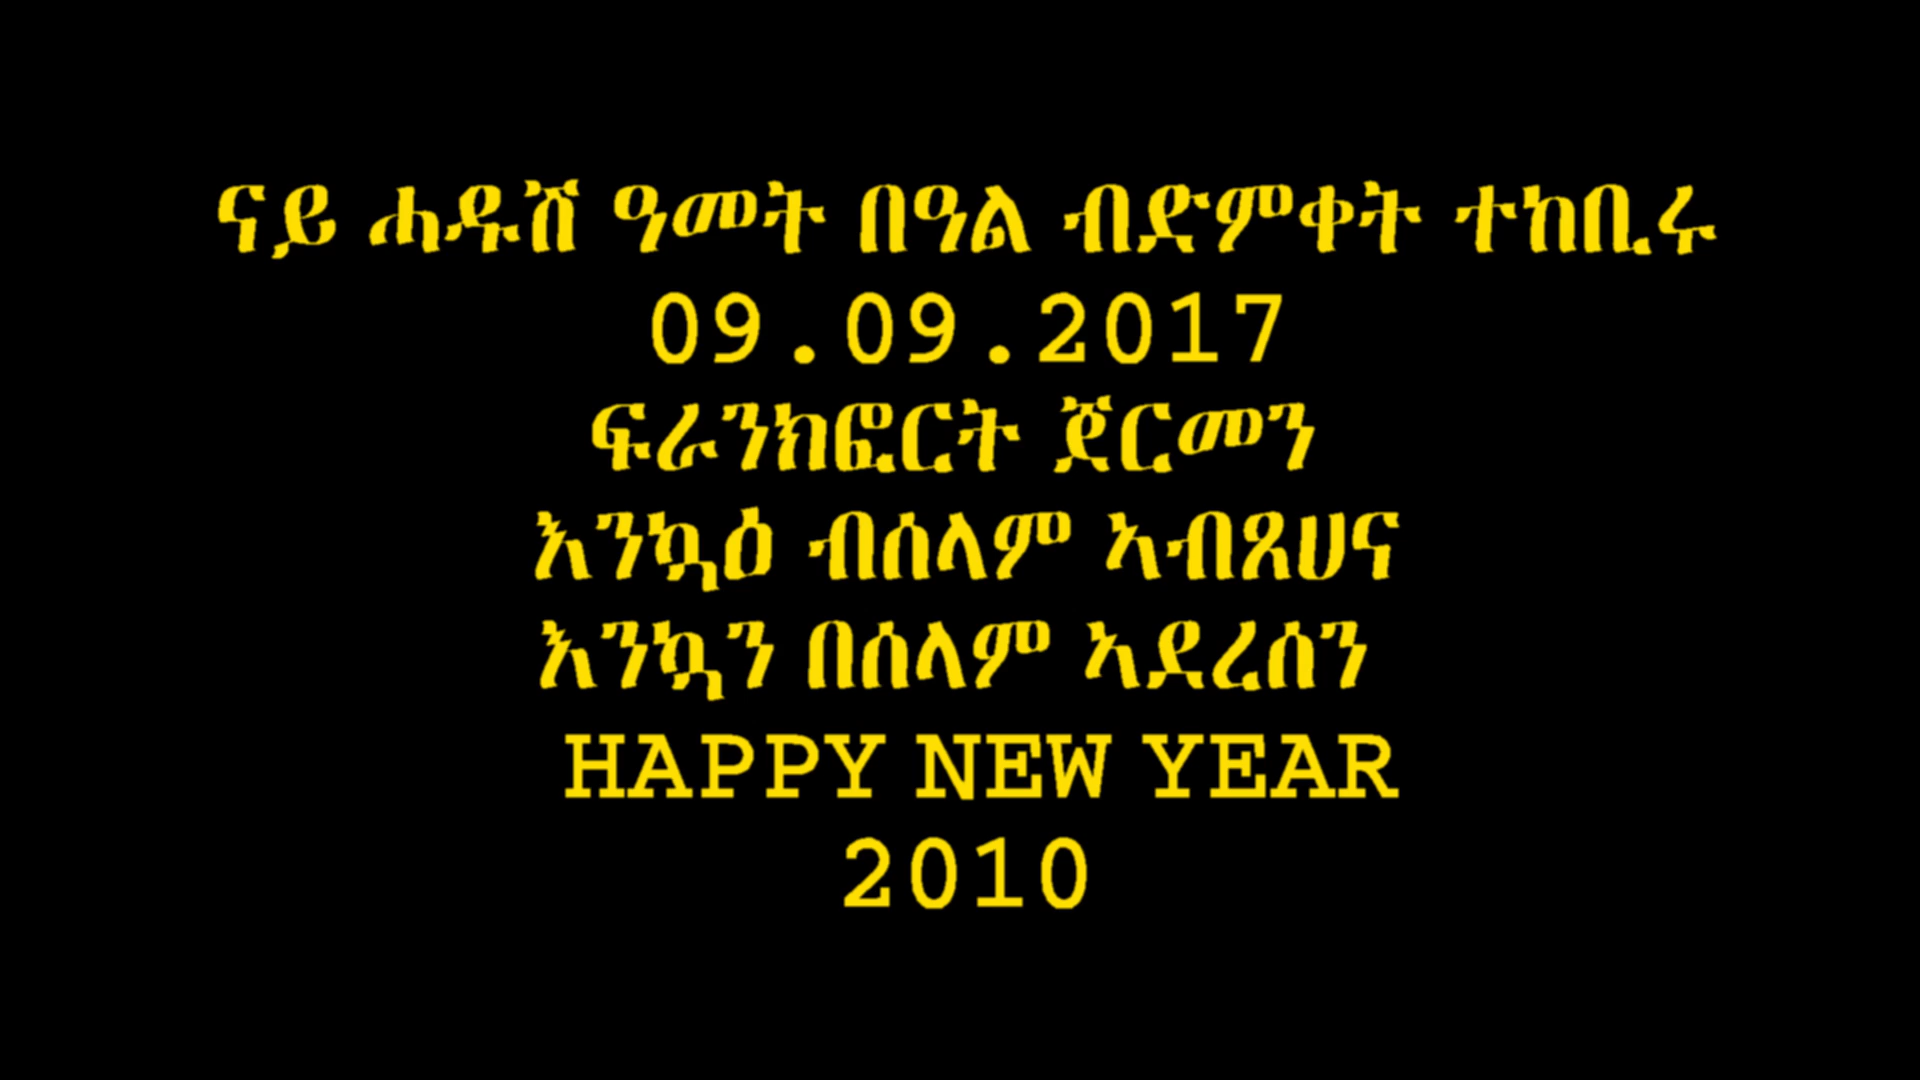 ናይ ሓዱሽ ዓመት በዓል ብድምቀት ተከቢሩ
09.09.2017
ፍራንክፎርት ጀርመን
እንኳዕ ብሰላም ኣብጸሀና
እንኳን በሰላም ኣደረሰን
HAPPY NEW YEAR
2010